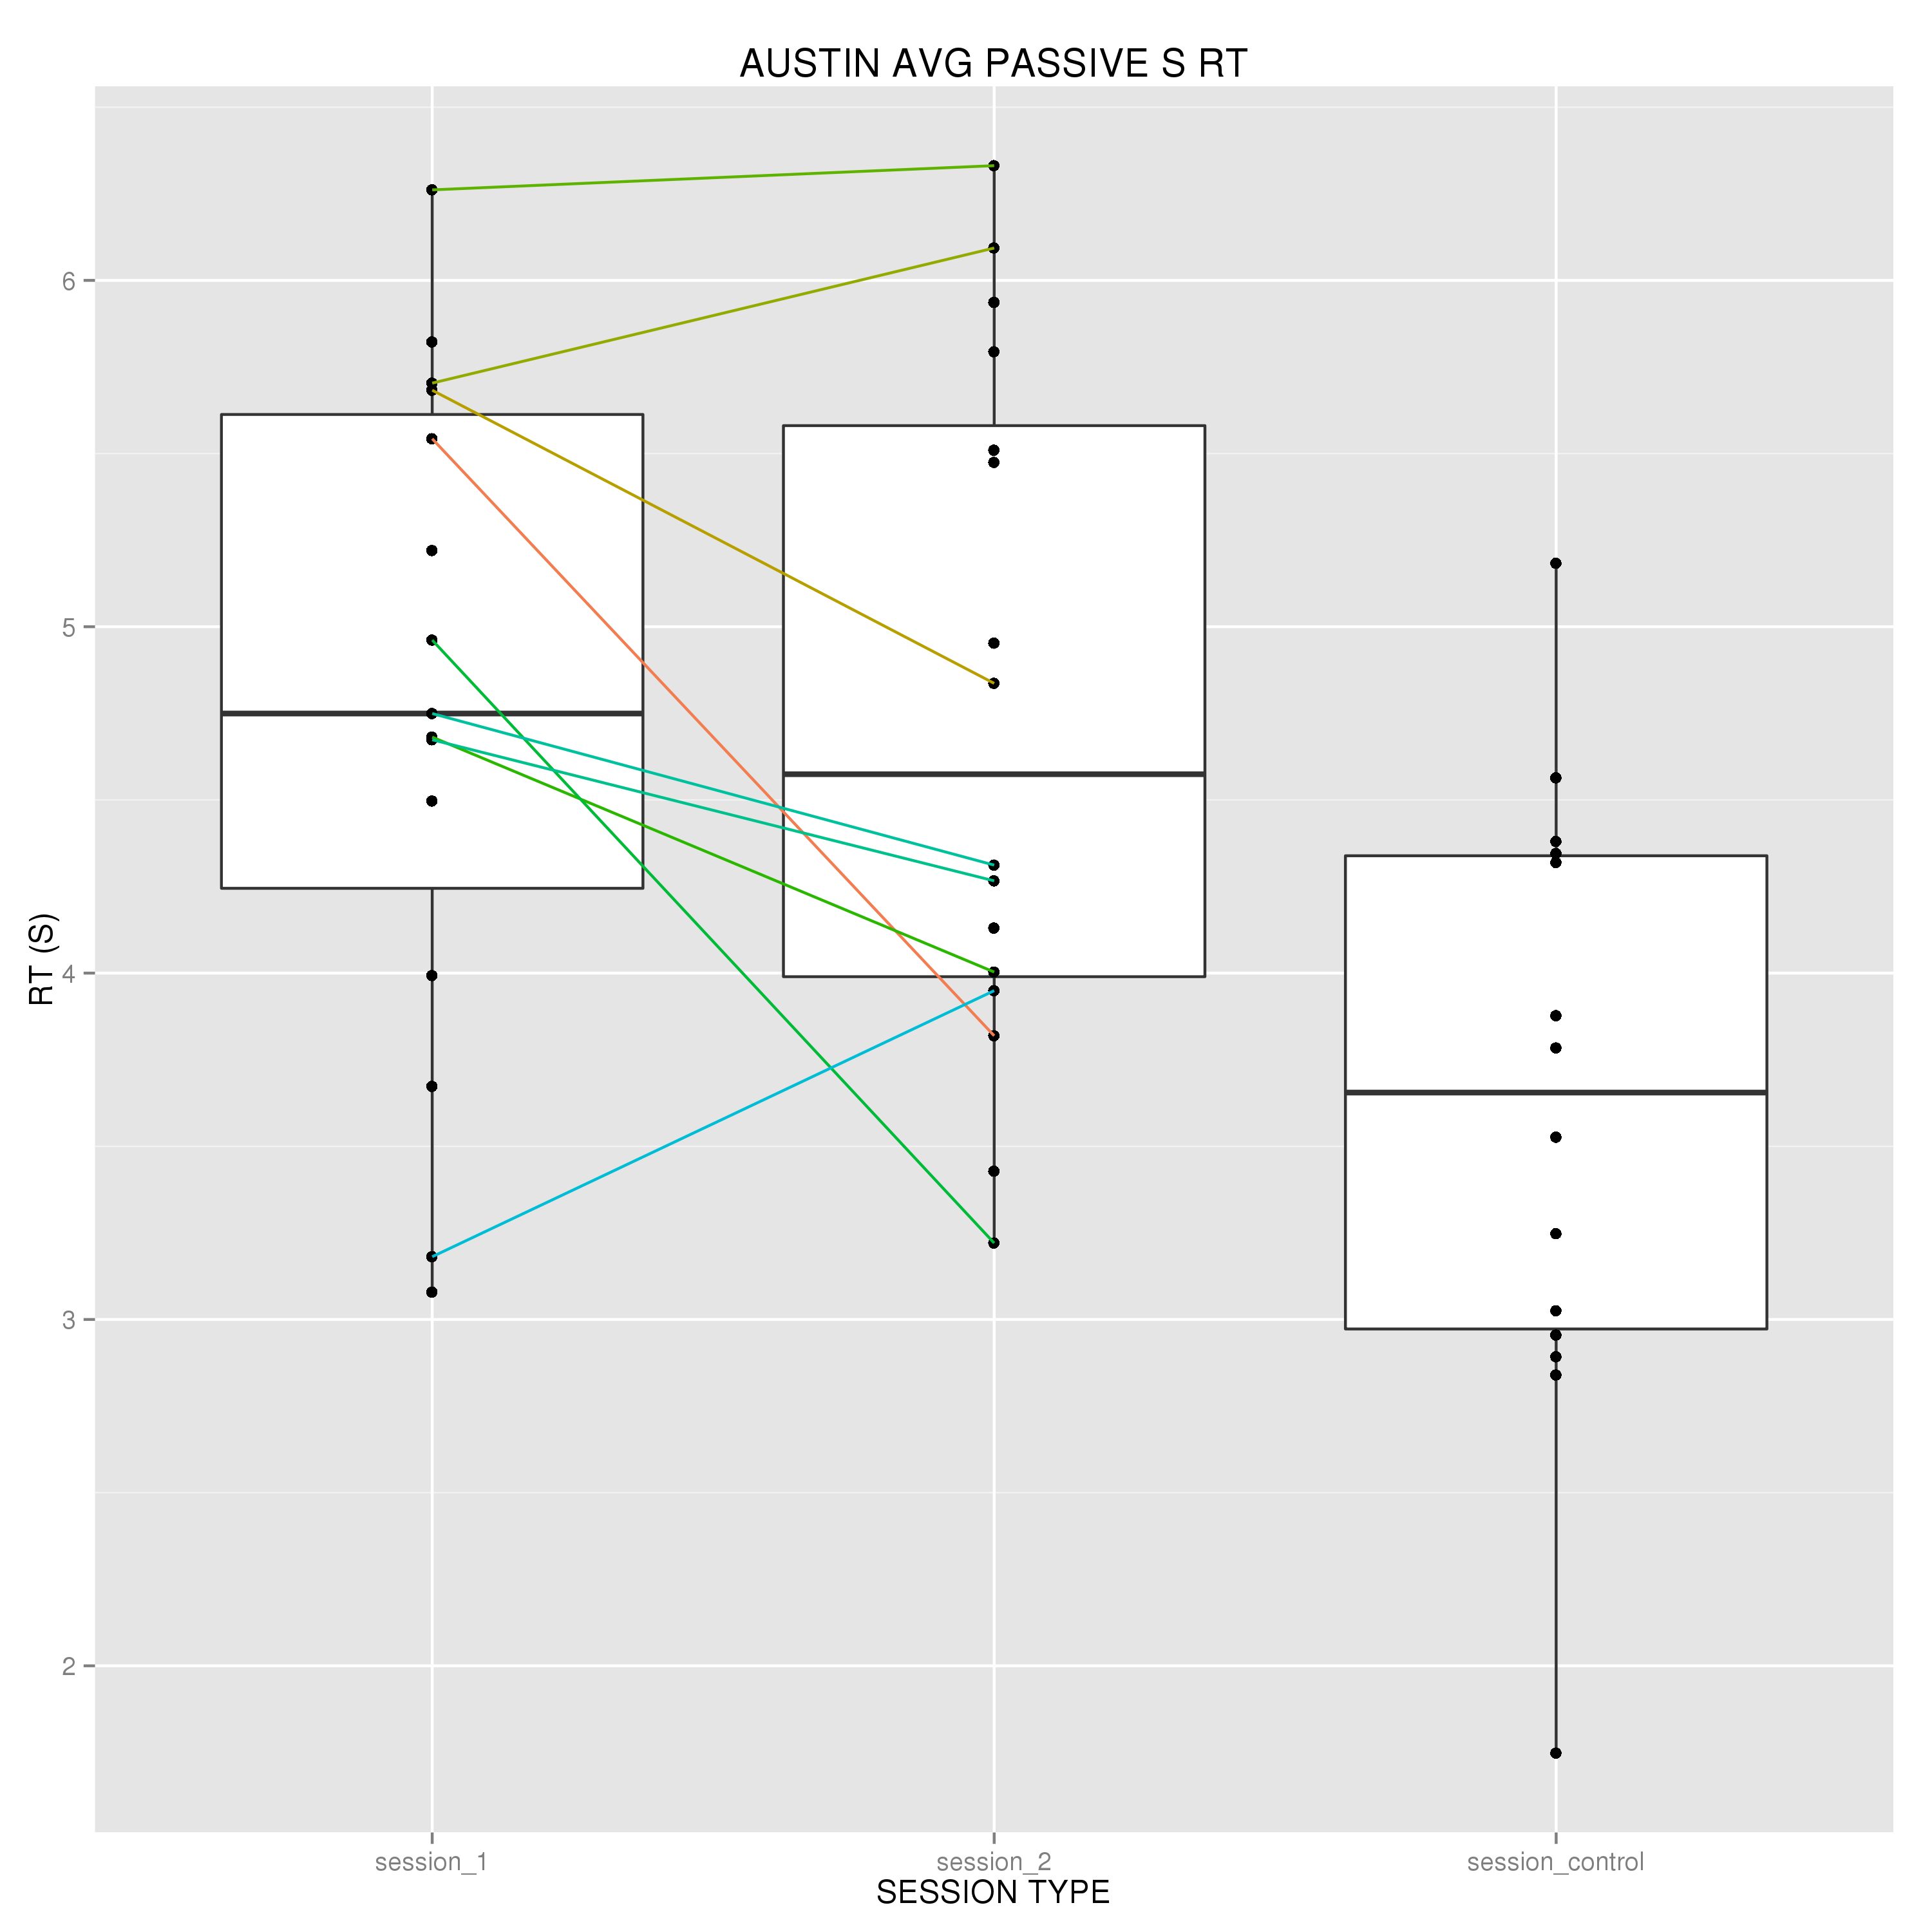 AUSTIN AVG PASSIVE S RT
6
5
4
3
2
RT (S)
session_1
session_2
session_control
SESSION TYPE